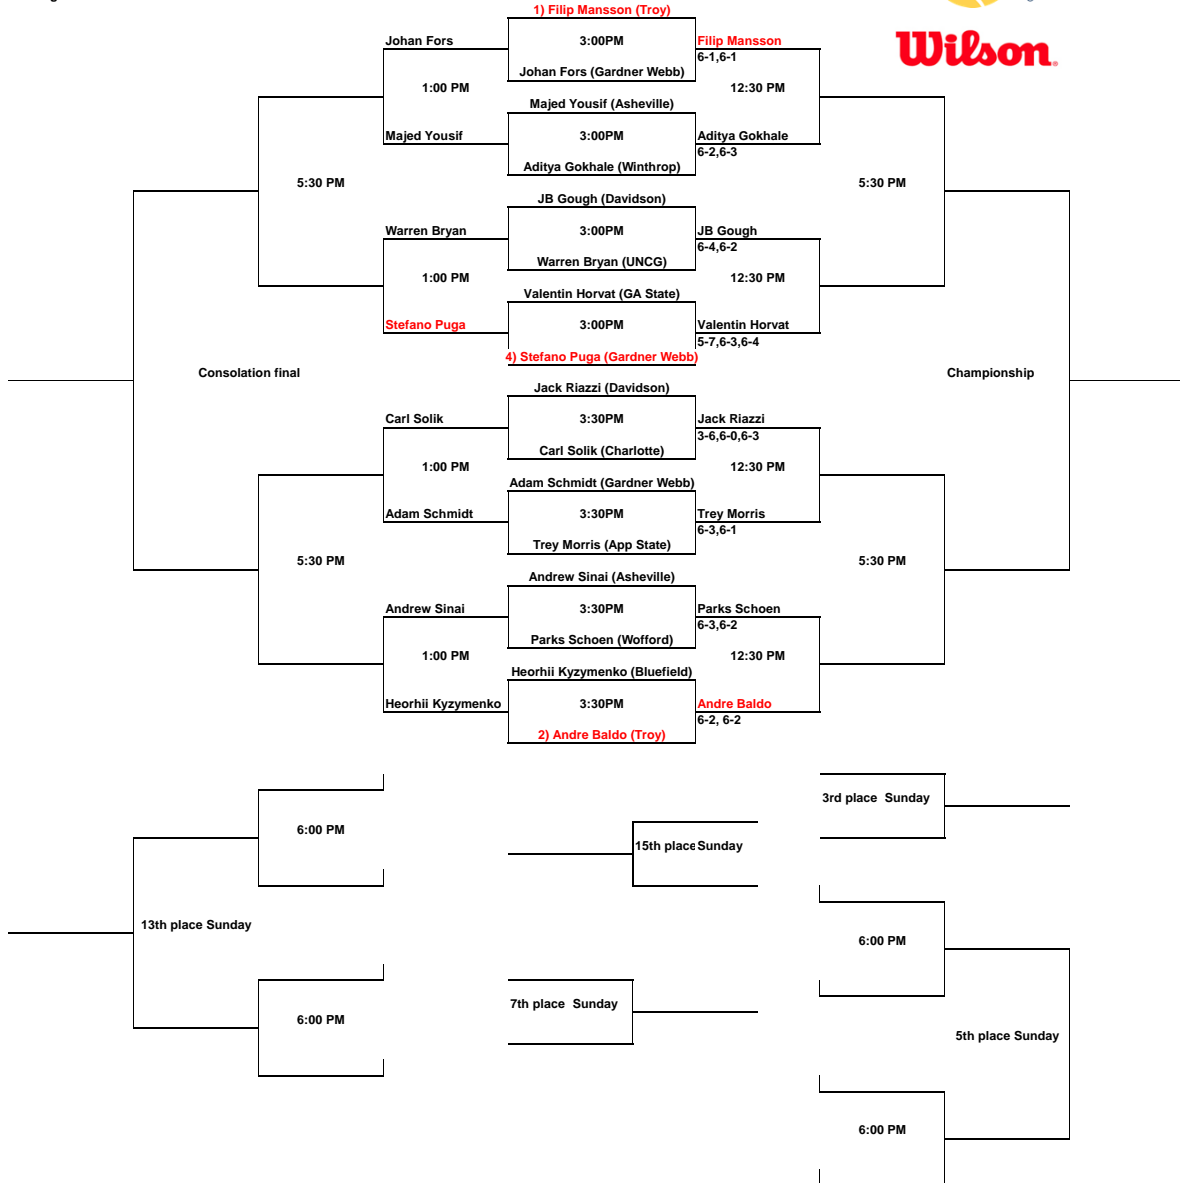 1) Filip Mansson (Troy)
Johan Fors
3:00PM
Filip Mansson
6-1,6-1
Wilson
Johan Fors (Gardner Webb)
1:00 PM
12:30 PM
Majed Yousif (Asheville)
Majed Yousif
3:00PM
Aditya Gokhale
6-2,6-3
Aditya Gokhale (Winthrop)
5:30 PM
5:30 PM
JB Gough (Davidson)
Warren Bryan
3:00PM
JB Gough
6-4,6-2
Warren Bryan (UNCG)
1:00 PM
12:30 PM
Valentin Horvat (GA State)
Stefano Puga
3:00PM
Valentin Horvat
5-7,6-3,6-4
4) Stefano Puga (Gardner Webb)
Consolation final
Championship
Jack Riazzi (Davidson)
Carl Solik
3:30PM
Jack Riazzi
3-6,6-0,6-3
Carl Solik (Charlotte)
1:00 PM
12:30 PM
Adam Schmidt (Gardner Webb)
Adam Schmidt
3:30PM
Trey Morris
6-3,6-1
Trey Morris (App State)
5:30 PM
5:30 PM
Andrew Sinai (Asheville)
Andrew Sinai
3:30PM
Parks Schoen
6-3,6-2
Parks Schoen (Wofford)
1:00 PM
12:30 PM
Heorhii Kyzymenko (Bluefield)
Heorhii Kyzymenko
3:30PM
Andre Baldo
6-2, 6-2
2) Andre Baldo (Troy)
3rd place Sunday
6:00 PM
15th place Sunday
13th place Sunday
6:00 PM
7th place Sunday
6:00 PM
5th place Sunday
6:00 PM